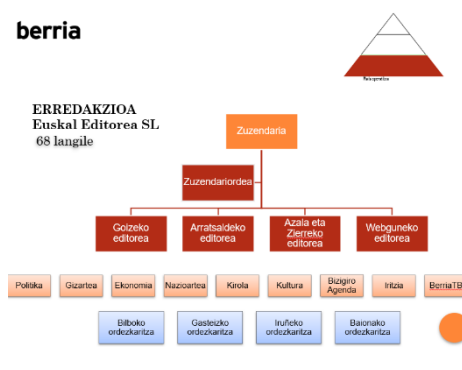 berria
ERREDAKZIOA
Euskal Editorea SL
68 langile
Zuzendaria
Zuzendariordea
Goizeko
editorea
Arratsaldeko
editorea
Azala eta
Zierreko
editorea
Webguneko
editorea
Politika
Gizartea
Ekonomia
Nazioartea
Kirola
Kultura
Bizigiro
Agenda
Iritzia
BerriaTB
Bilboko
ordezkaritza
Gasteizko
ordezkaritza
Iruñeko
ordezkaritza
Baionako
ordezkaritza